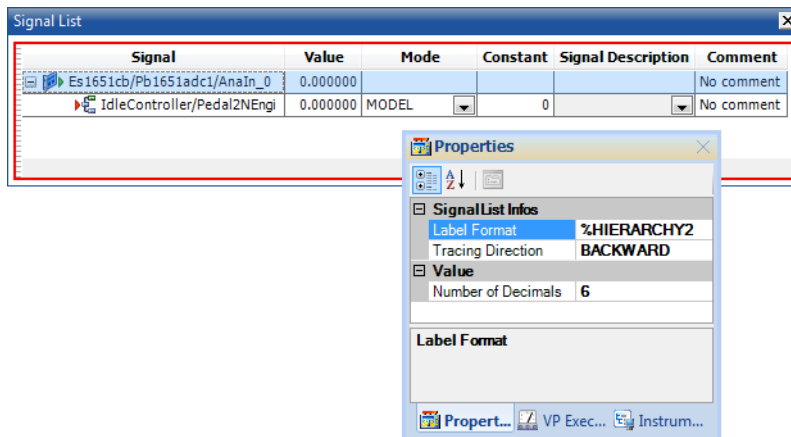 Signal List
Signal Value Mode Constant Signal Description Comment
Es1651cb/Pb1651adc1/AnaIn_0 0.000000 No comment
IdleController/Pedal2NEngi 0.000000 MODEL 0 No comment
Properties
SignalList Infos
Label Format %HIERARCHY2
Tracing Direction BACKWARD
Value
Number of Decimals 6
Label Format
Propert... VP Exec... Instrum...